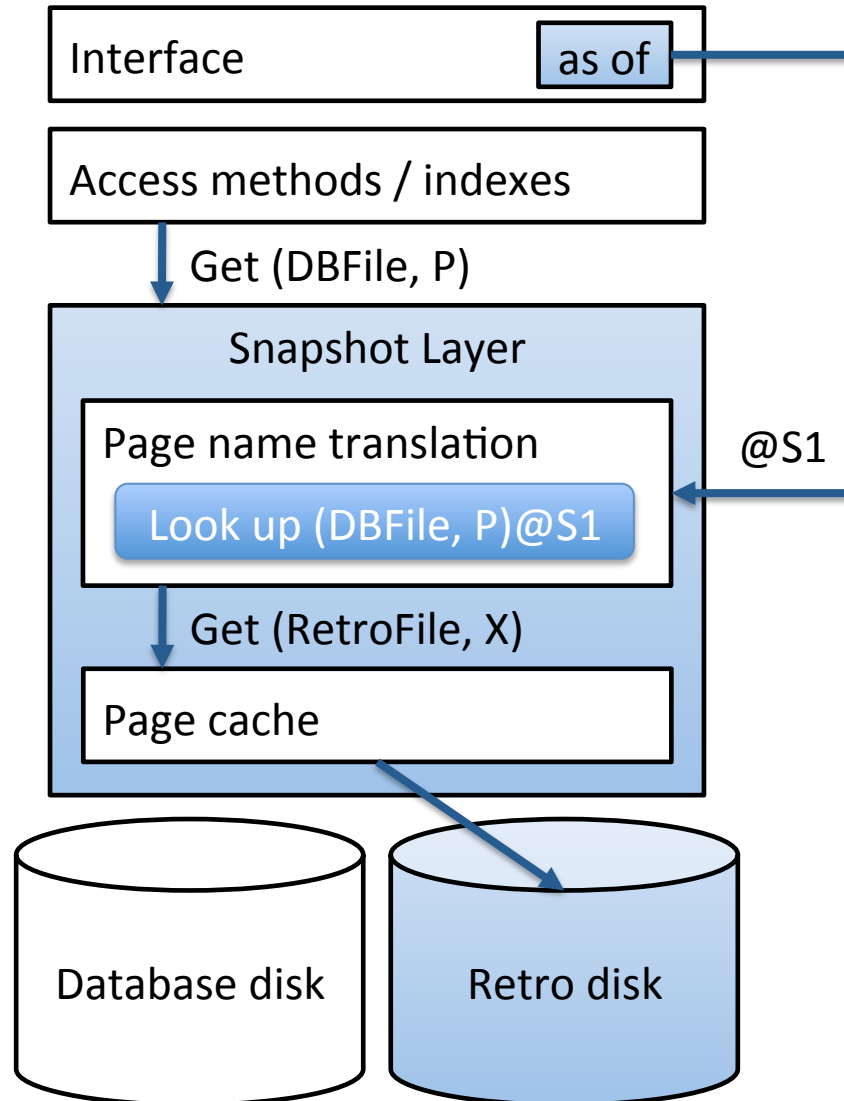 Interface
as of
Access methods / indexes
Get (DBFile, P)
Snapshot Layer
Page name translation
@S1
Look up (DBFile, P)@S1
Get (RetroFile, X)
Page cache
Database disk
Retro disk